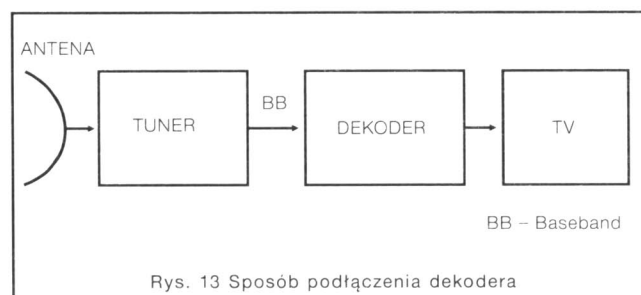 ANTENA
TUNER
BB
DEKODER
TV
BB – Baseband
Rys. 13 Sposób podłączenia dekodera